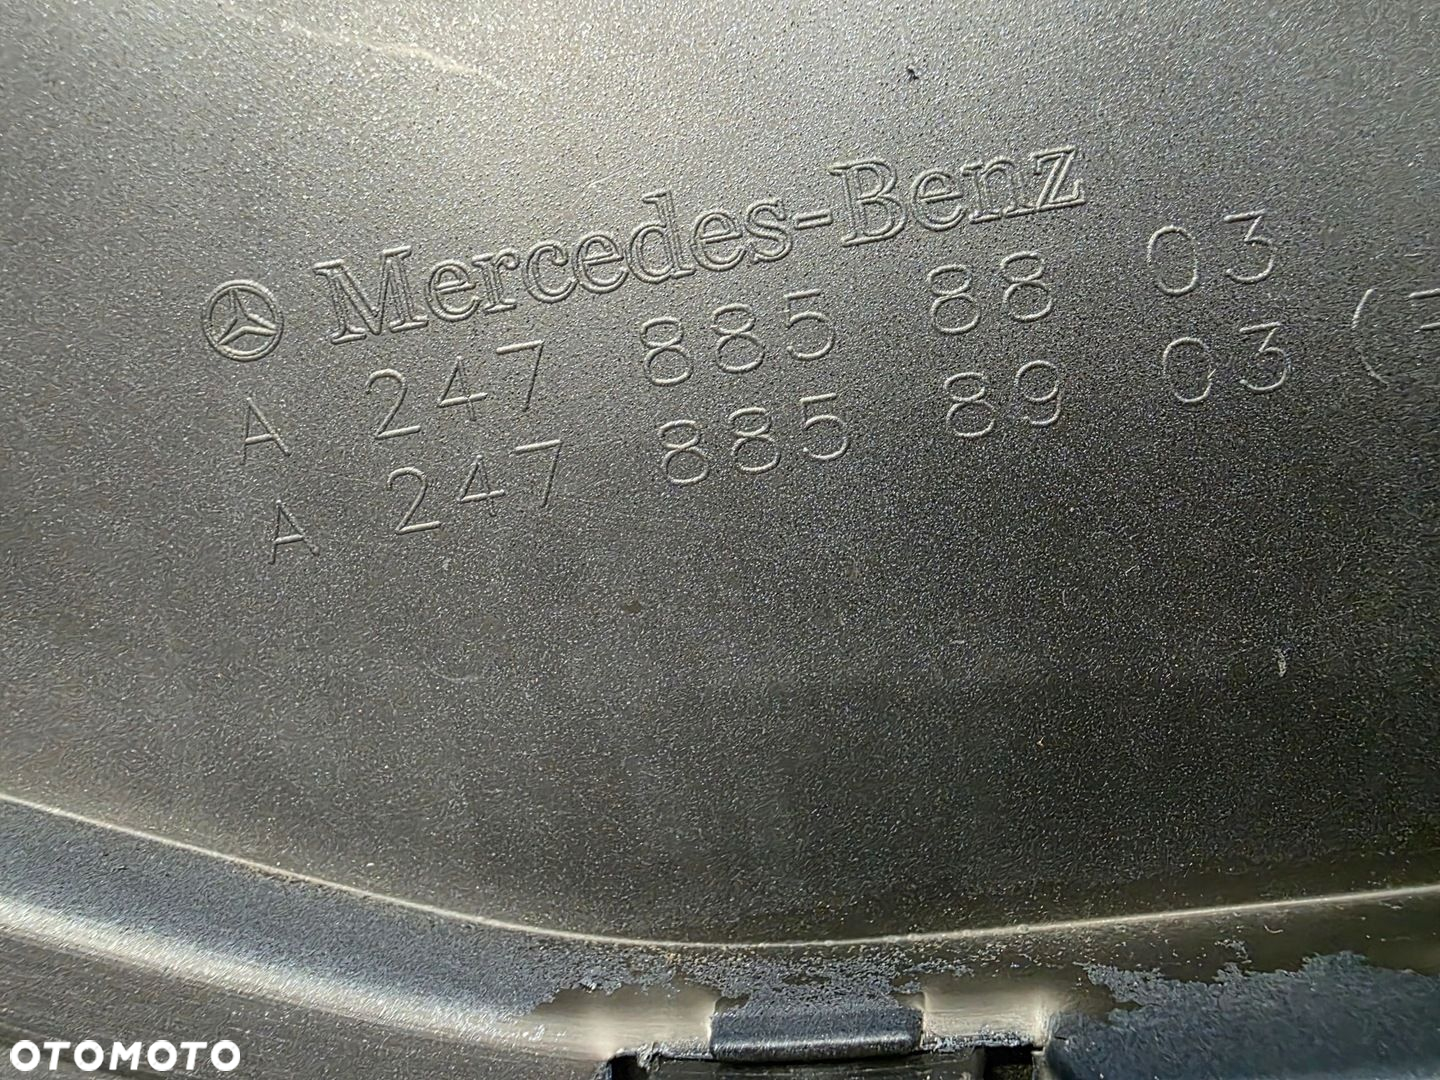 Mercedes-Benz
A 247 885 88 03
A 247 885 89 03 (
OTOMOTO